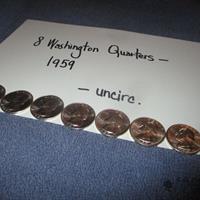 8 Washington Quarters —
1959
— uncirc.